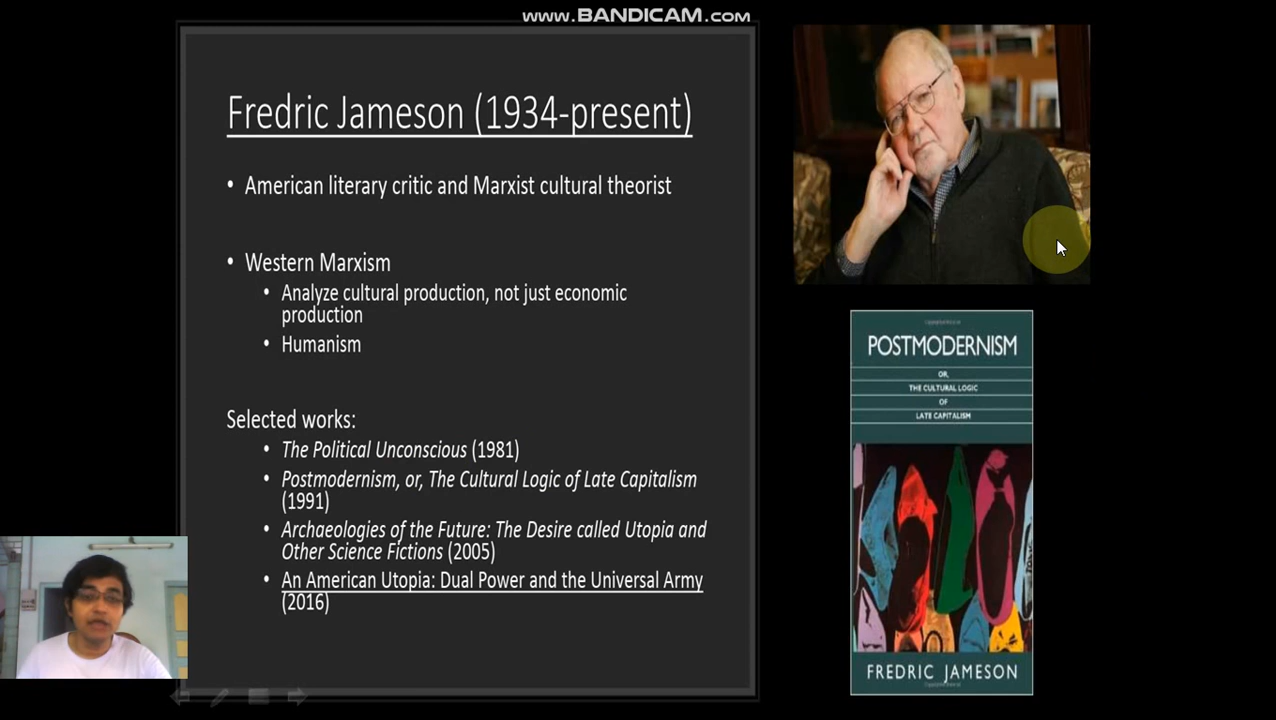 www.BANDICAM.com
Fredric Jameson (1934-present)
• American literary critic and Marxist cultural theorist
• Western Marxism
• Analyze cultural production, not just economic
production
• Humanism
Selected works:
• The Political Unconscious (1981)
• Postmodernism, or, The Cultural Logic of Late Capitalism
(1991)
• Archaeologies of the Future: The Desire called Utopia and
Other Science Fictions (2005)
• An American Utopia: Dual Power and the Universal Army
(2016)
POSTMODERNISM
OR,
THE CULTURAL LOGIC
OF
LATE CAPITALISM
FREDRIC JAMESON